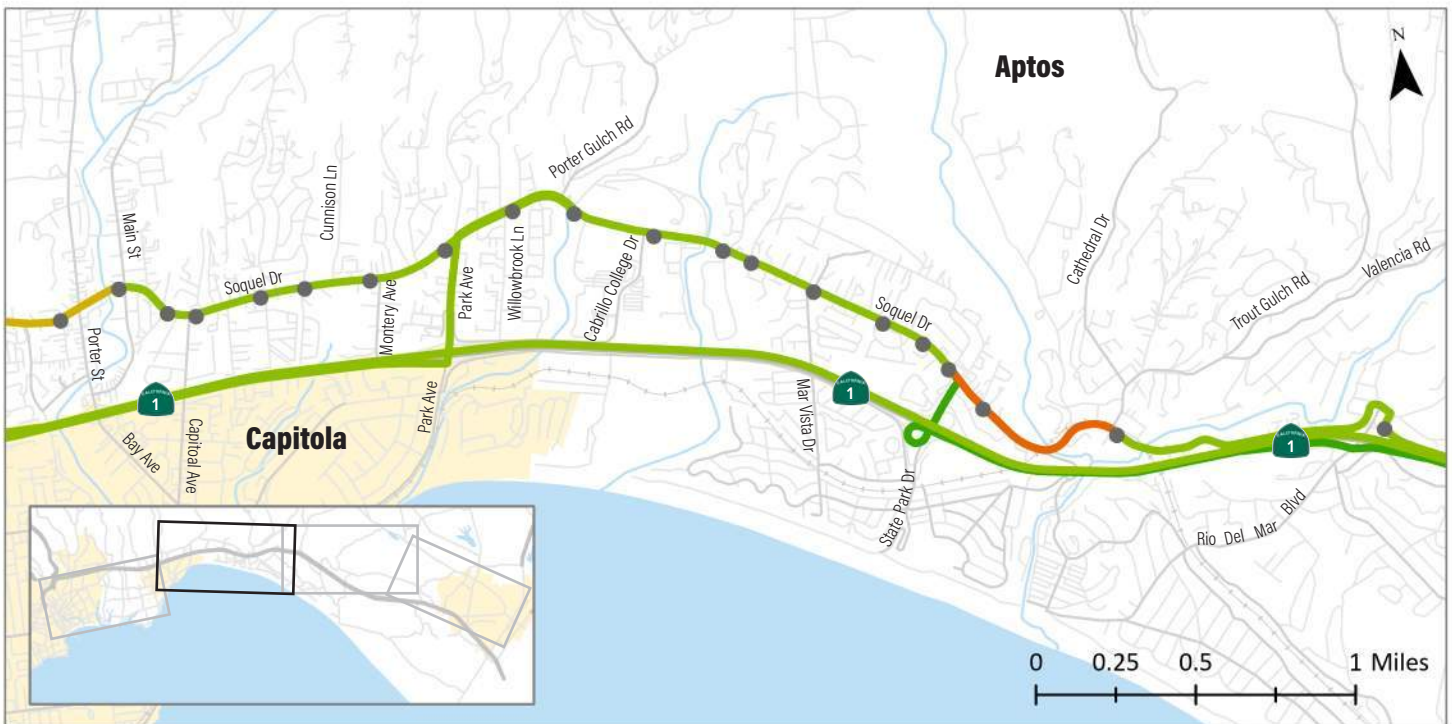 Aptos
N
Porter Gulch Rd
Cunnison Ln
Main St
Cathedral Dr
Valencia Rd
Willowbrook Ln
Cabrillo College Dr
Soquel Dr
Park Ave
Trout Gulch Rd
Montery Ave
Soquel Dr
Porter St
1
1
Mar Vista Dr
Park Ave
Capitola
Bay Ave
Capitoal Ave
1
State Park Dr
Rio Del Mar Blvd
0 0.25 0.5 1 Miles